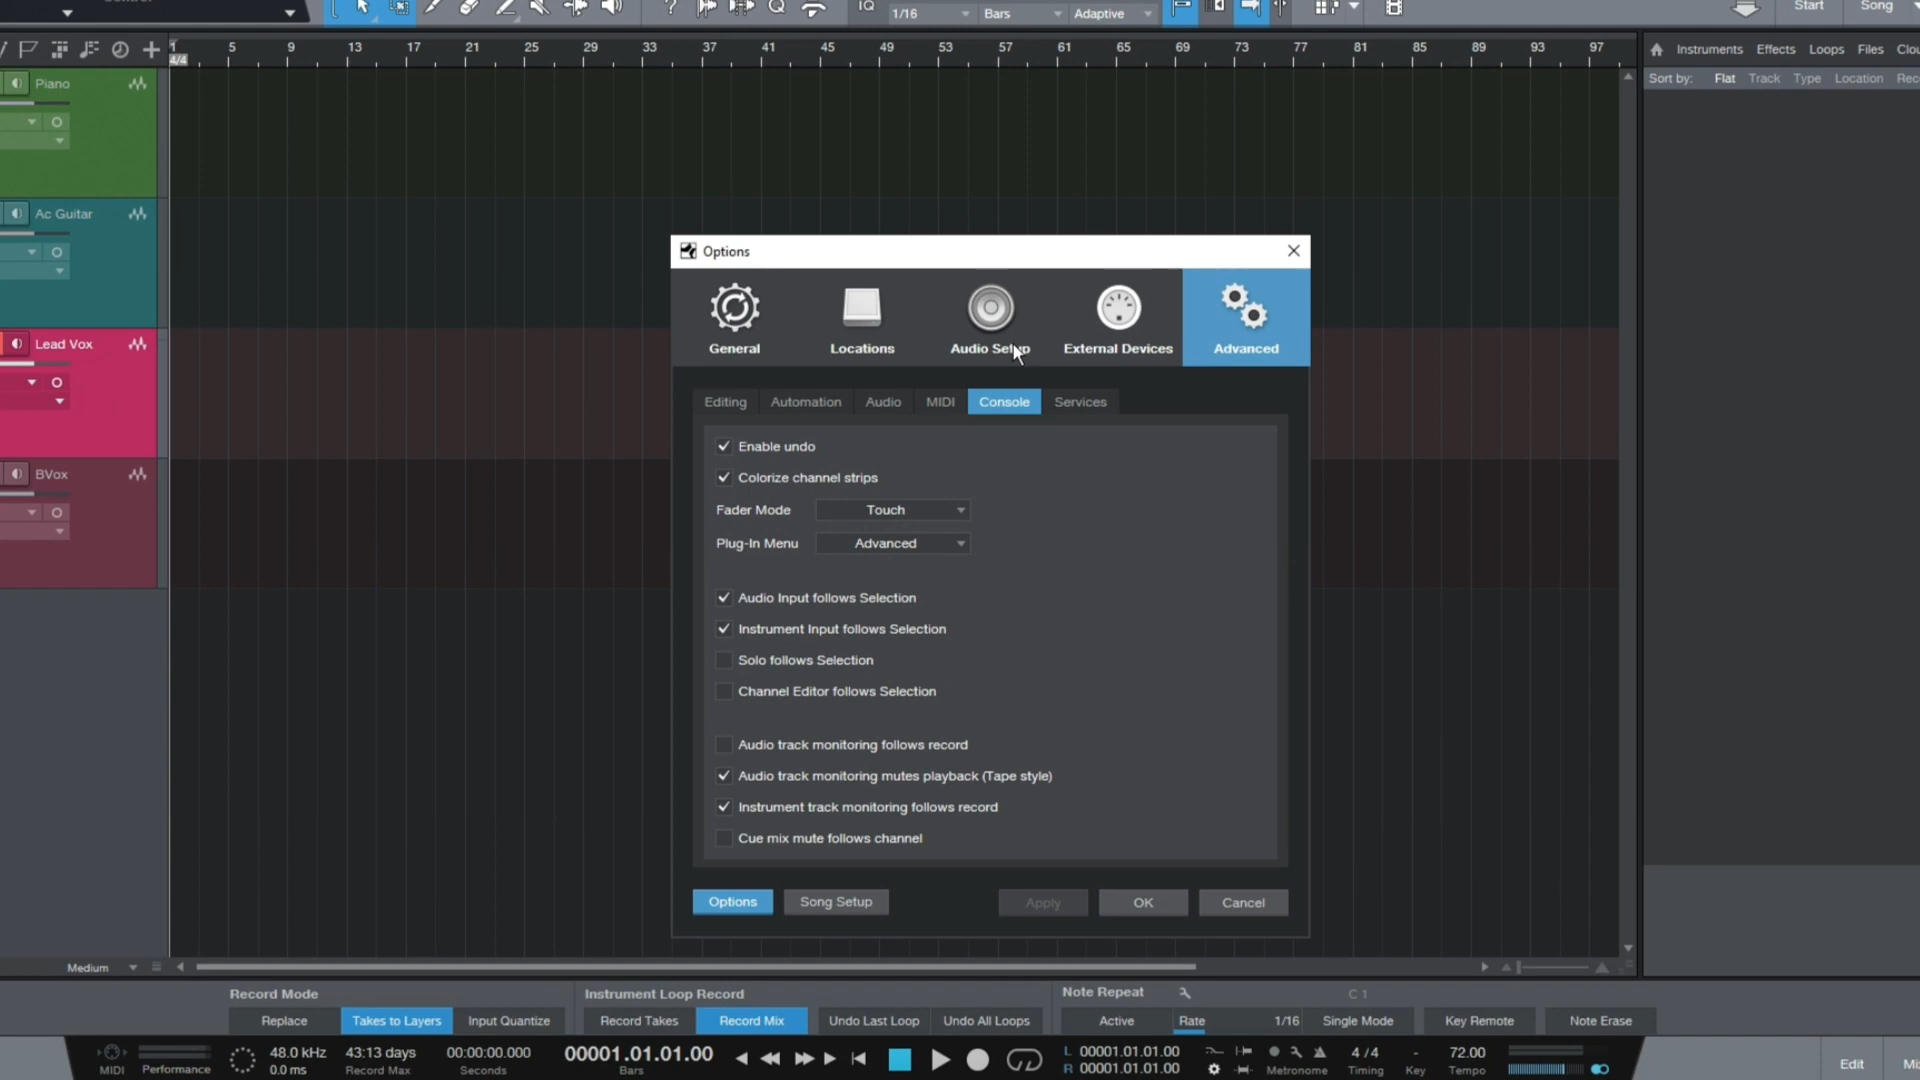 IQ 1/16 Bars Adaptive Start Song
1 5 9 13 17 21 25 29 33 37 41 45 49 53 57 61 65 69 73 77 81 85 89 93 97
4/4
Instruments Effects Loops Files
Sort by: Flat Track Type Location
Piano
Ac Guitar
Lead Vox
BVox
Options
General Locations Audio Setup External Devices Advanced
Editing Automation Audio MIDI Console Services
Enable undo
Colorize channel strips
Fader Mode Touch
Plug-In Menu Advanced
Audio Input follows Selection
Instrument Input follows Selection
Solo follows Selection
Channel Editor follows Selection
Audio track monitoring follows record
Audio track monitoring mutes playback (Tape style)
Instrument track monitoring follows record
Cue mix mute follows channel
Options Song Setup Apply OK Cancel
Medium
Record Mode Instrument Loop Record Note Repeat C 1
Replace Takes to Layers Input Quantize Record Takes Record Mix Undo Last Loop Undo All Loops Active Rate 1/16 Single Mode Key Remote Note Erase
48.0 kHz 43:13 days 00:00:00.000 00001.01.01.00 L 00001.01.01.00 4 / 4 - 72.00
MIDI Performance 0.0 ms Record Max Seconds Bars R 00001.01.01.00 Metronome Timing Key Tempo Edit